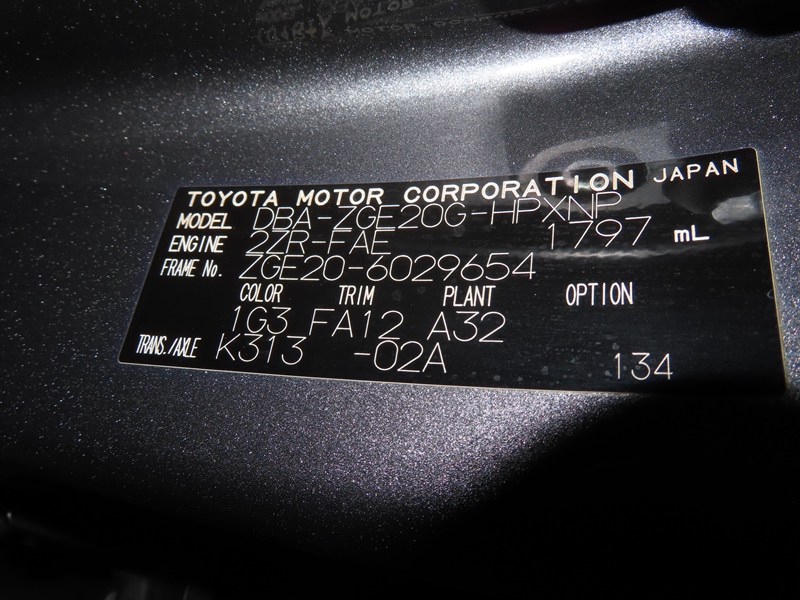 TOYOTA MOTOR CORPORATION JAPAN
MODEL DBA-ZGE20G-HPXNP
ENGINE 2ZR-FAE 1797 mL
FRAME No. ZGE20-6029654
COLOR TRIM PLANT OPTION
1G3 FA12 A32
TRANS./AXLE K313 -02A 134